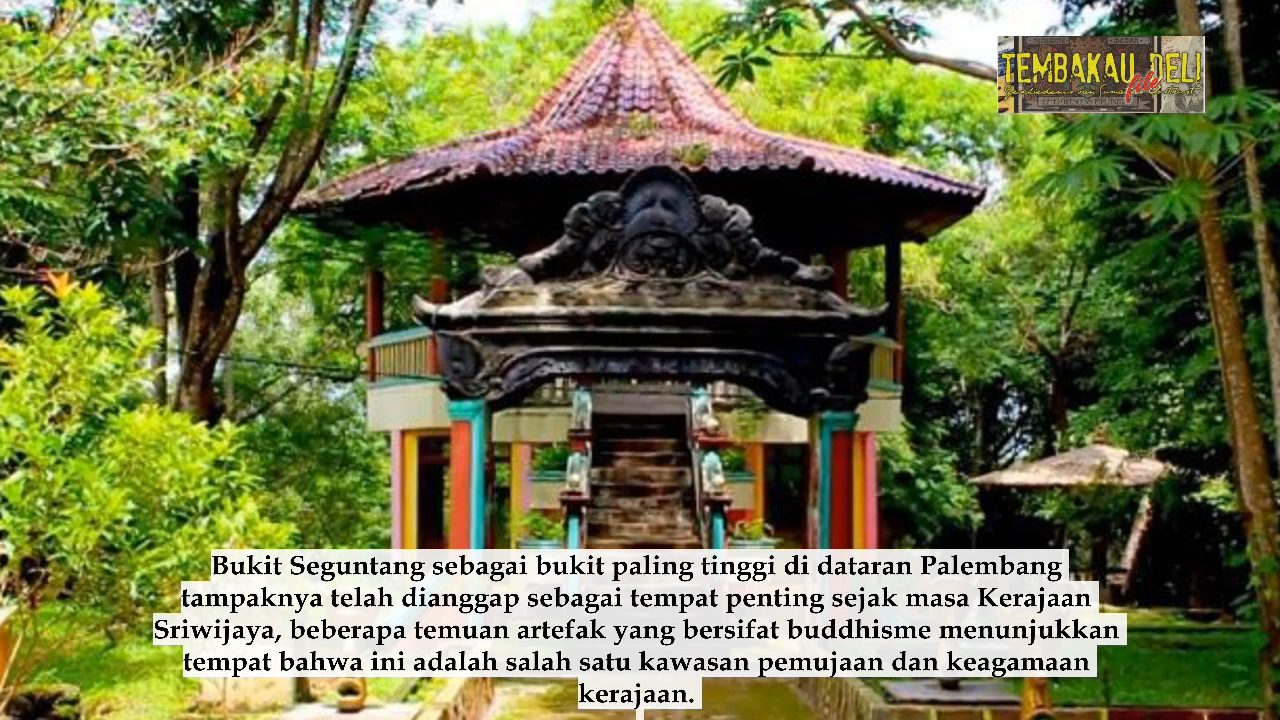 TEMBAKAU DELI
file
Bukit Seguntang sebagai bukit paling tinggi di dataran Palembang
tampaknya telah dianggap sebagai tempat penting sejak masa Kerajaan
Sriwijaya, beberapa temuan artefak yang bersifat buddhisme menunjukkan
tempat bahwa ini adalah salah satu kawasan pemujaan dan keagamaan
kerajaan.